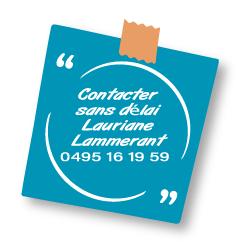 “
Contacter
sans délai
Lauriane
Lammerant
0495 16 19 59
”